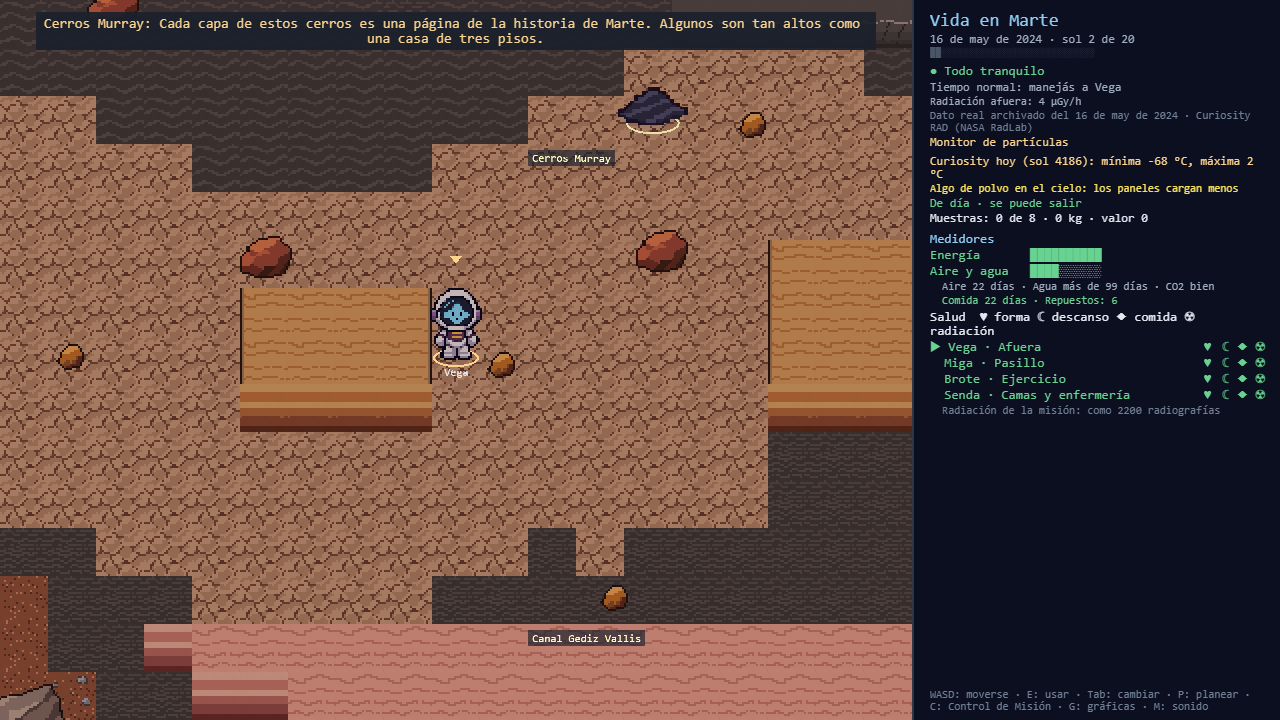 Cerros Murray: Cada capa de estos cerros es una página de la historia de Marte. Algunos son tan altos como
una casa de tres pisos.
Cerros Murray
Vega
Canal Gediz Vallis
Vida en Marte
16 de may de 2024 · sol 2 de 20
● Todo tranquilo
Tiempo normal: manejás a Vega
Radiación afuera: 4 µGy/h
Dato real archivado del 16 de may de 2024 · Curiosity
RAD (NASA RadLab)
Monitor de partículas
Curiosity hoy (sol 4186): mínima -68 °C, máxima 2
°C
Algo de polvo en el cielo: los paneles cargan menos
De día · se puede salir
Muestras: 0 de 8 · 0 kg · valor 0
Medidores
Energía
Aire y agua
Aire 22 días · Agua más de 99 días · CO2 bien
Comida 22 días · Repuestos: 6
Salud ♥ forma ☾ descanso ◆ comida ☢
radiación
▶ Vega · Afuera ♥ ☾ ◆ ☢
Miga · Pasillo ♥ ☾ ◆ ☢
Brote · Ejercicio ♥ ☾ ◆ ☢
Senda · Camas y enfermería ♥ ☾ ◆ ☢
Radiación de la misión: como 2200 radiografías
WASD: moverse · E: usar · Tab: cambiar · P: planear ·
C: Control de Misión · G: gráficas · M: sonido